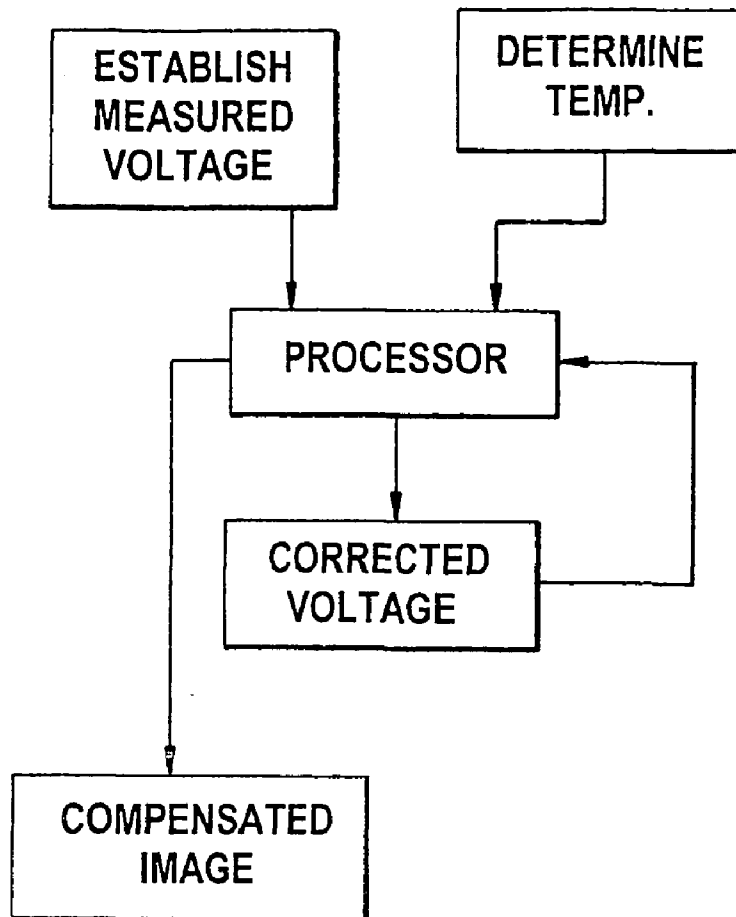 ESTABLISH
MEASURED
VOLTAGE
DETERMINE
TEMP.
PROCESSOR
CORRECTED
VOLTAGE
COMPENSATED
IMAGE